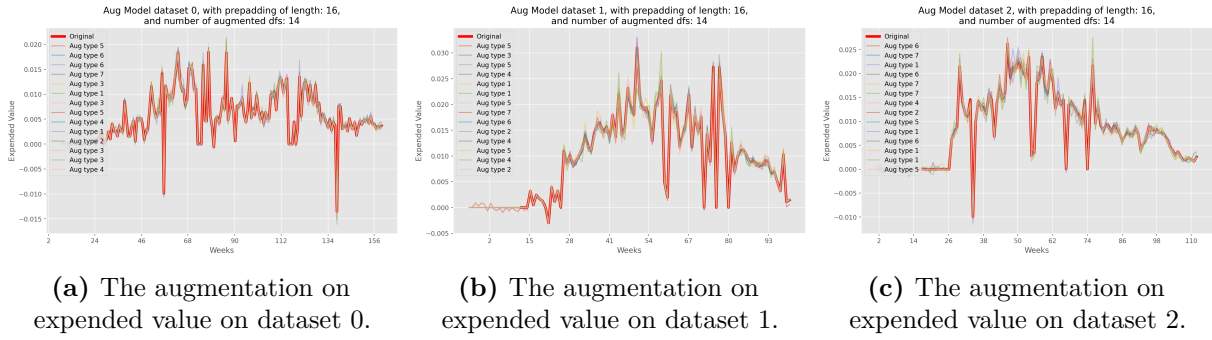 Aug Model dataset 0, with prepadding of length: 16,
and number of augmented dfs: 14
Original
Aug type 5
Aug type 6
Aug type 6
Aug type 7
Aug type 3
Aug type 1
Aug type 3
Aug type 5
Aug type 4
Aug type 1
Aug type 2
Aug type 1
Aug type 3
Aug type 4
0.020
0.015
0.010
0.005
0.000
−0.005
−0.010
−0.015
Expended Value
2 24 46 68 90 112 134 156
Weeks
(a) The augmentation on
expended value on dataset 0.
Aug Model dataset 1, with prepadding of length: 16,
and number of augmented dfs: 14
Original
Aug type 5
Aug type 3
Aug type 5
Aug type 4
Aug type 1
Aug type 5
Aug type 7
Aug type 6
Aug type 2
Aug type 4
Aug type 1
Aug type 5
Aug type 4
Aug type 2
0.030
0.025
0.020
0.015
0.010
0.005
0.000
−0.005
Expended Value
2 15 28 41 54 67 80 93
Weeks
(b) The augmentation on
expended value on dataset 1.
Aug Model dataset 2, with prepadding of length: 16,
and number of augmented dfs: 14
Original
Aug type 6
Aug type 7
Aug type 1
Aug type 6
Aug type 7
Aug type 4
Aug type 7
Aug type 5
Aug type 1
Aug type 2
Aug type 6
Aug type 1
Aug type 1
Aug type 5
0.025
0.020
0.015
0.010
0.005
0.000
−0.005
−0.010
Expended Value
2 14 26 38 50 62 74 86 98 110
Weeks
(c) The augmentation on
expended value on dataset 2.